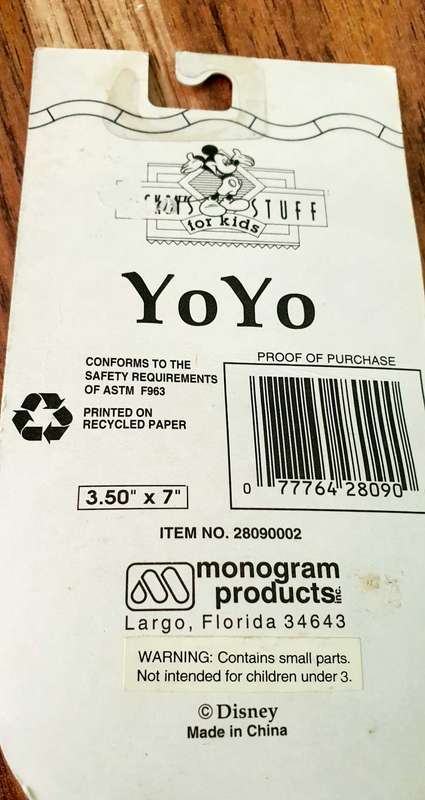 STUFF
for kids
YoYo
CONFORMS TO THE
SAFETY REQUIREMENTS
OF ASTM F963
PRINTED ON
RECYCLED PAPER
PROOF OF PURCHASE
0 77764 28090
3.50" x 7"
ITEM NO. 28090002
monogram
products inc.
Largo, Florida 34643
WARNING: Contains small parts.
Not intended for children under 3.
© Disney
Made in China